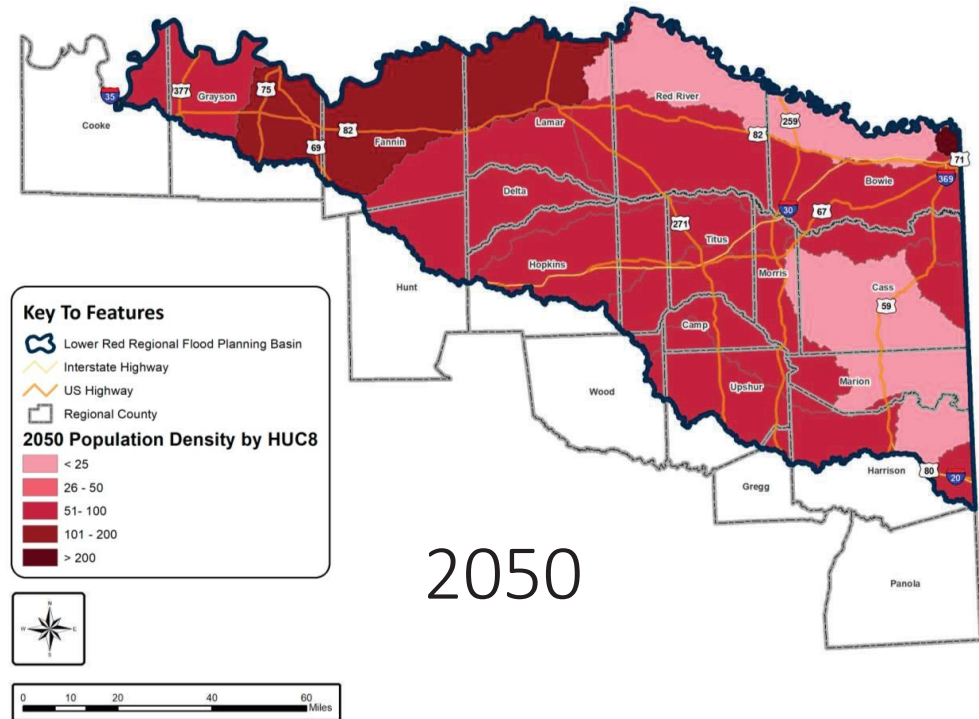 377
75
35
Grayson
Cooke
82
69
Fannin
Lamar
Red River
82
259
71
369
Bowie
Delta
30
67
271
Titus
Hopkins
Morris
Hunt
Cass
59
Camp
Marion
Upshur
Wood
Harrison
80
20
Gregg
Panola
Key To Features
Lower Red Regional Flood Planning Basin
Interstate Highway
US Highway
Regional County
2050 Population Density by HUC8
< 25
26 - 50
51- 100
101 - 200
> 200
2050
N
W E
S
0 10 20 40 60
Miles